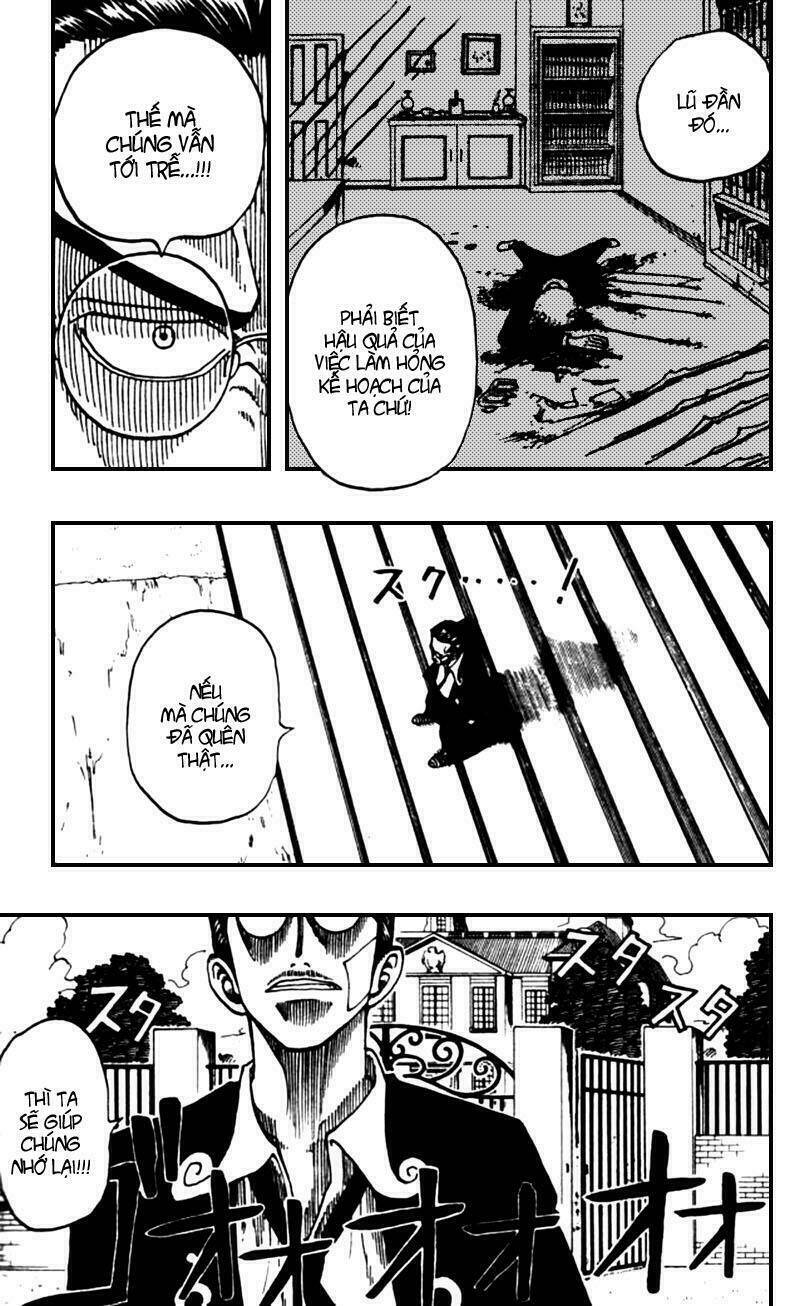 LŨ ĐẦN
ĐÓ...
PHẢI BIẾT
HẬU QUẢ CỦA
VIỆC LÀM HỎNG
KẾ HOẠCH CỦA
TA CHỨ!
THẾ MÀ
CHÚNG VẪN
TỚI TRỄ...!!!
スク・・・・・!
NẾU
MÀ CHÚNG
ĐÃ QUÊN
THẬT...
スタ
スタ
スタ
THÌ TA
SẼ GIÚP
CHÚNG
NHỚ LẠI!!!
オオオオオ